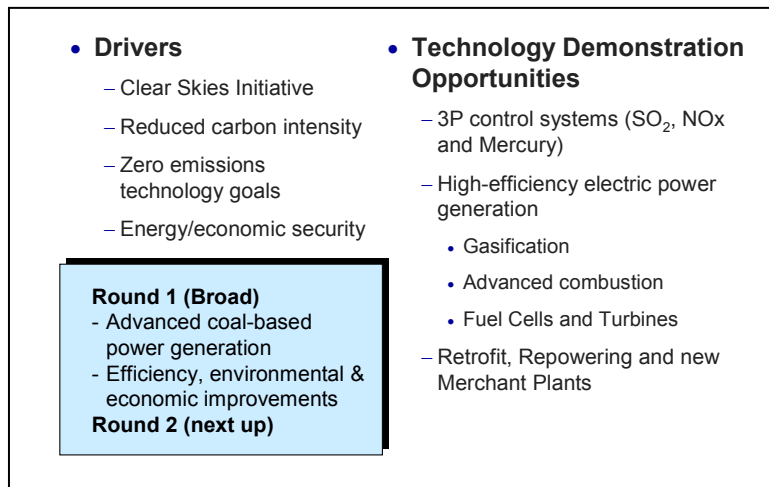 • Drivers
– Clear Skies Initiative
– Reduced carbon intensity
– Zero emissions
technology goals
– Energy/economic security
Round 1 (Broad)
- Advanced coal-based
power generation
- Efficiency, environmental &
economic improvements
Round 2 (next up)
• Technology Demonstration
Opportunities
– 3P control systems (SO₂, NOx
and Mercury)
– High-efficiency electric power
generation
• Gasification
• Advanced combustion
• Fuel Cells and Turbines
– Retrofit, Repowering and new
Merchant Plants